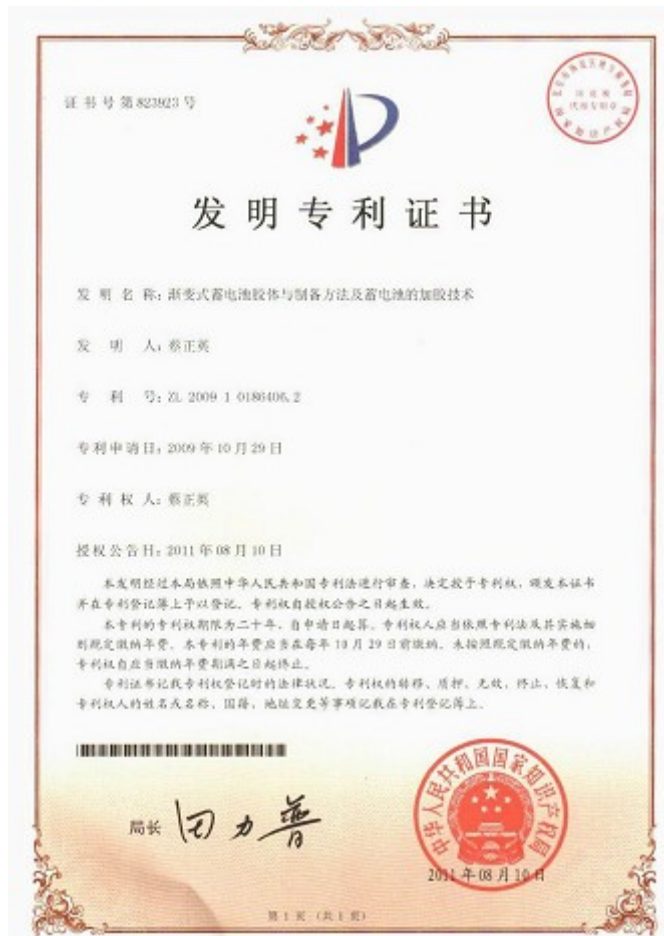 证书号第823923号
发明专利证书
发 明 名 称：渐变式蓄电池胶体与制备方法及蓄电池的加胶技术
发 明 人：蔡正英
专 利 号：ZL 2009 1 0186406.2
专利申请日：2009年10月29日
专 利 权 人：蔡正英
授权公告日：2011年08月10日
本发明经过本局依照中华人民共和国专利法进行审查，决定授予专利权，颁发本证书
并在专利登记簿上予以登记。专利权自授权公告之日起生效。
本专利的专利权期限为二十年，自申请日起算。专利权人应当依照专利法及其实施细
则规定缴纳年费。本专利的年费应当在每年10月29日前缴纳。未按照规定缴纳年费的，
专利权自应当缴纳年费期满之日起终止。
专利证书记载专利权登记时的法律状况。专利权的转移、质押、无效、终止、恢复和
专利权人的姓名或名称、国籍、地址变更等事项记载在专利登记簿上。
局长 田力普
中华人民共和国国家知识产权局
2011年08月10日
第1页（共1页）